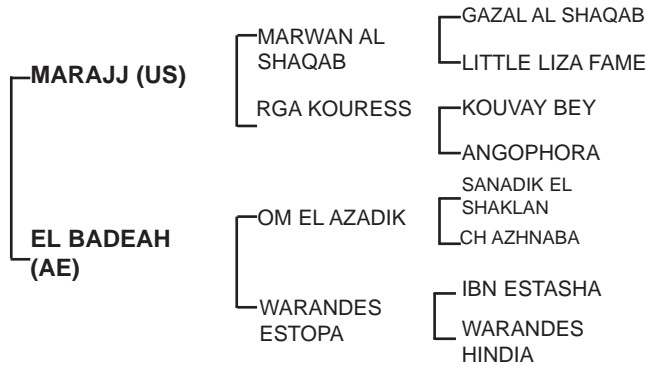 MARAJJ (US)
MARWAN AL
SHAQAB
GAZAL AL SHAQAB
LITTLE LIZA FAME
RGA KOURESS
KOUVAY BEY
ANGOPHORA
EL BADEAH
(AE)
OM EL AZADIK
SANADIK EL
SHAKLAN
CH AZHNABA
WARANDES
ESTOPA
IBN ESTASHA
WARANDES
HINDIA